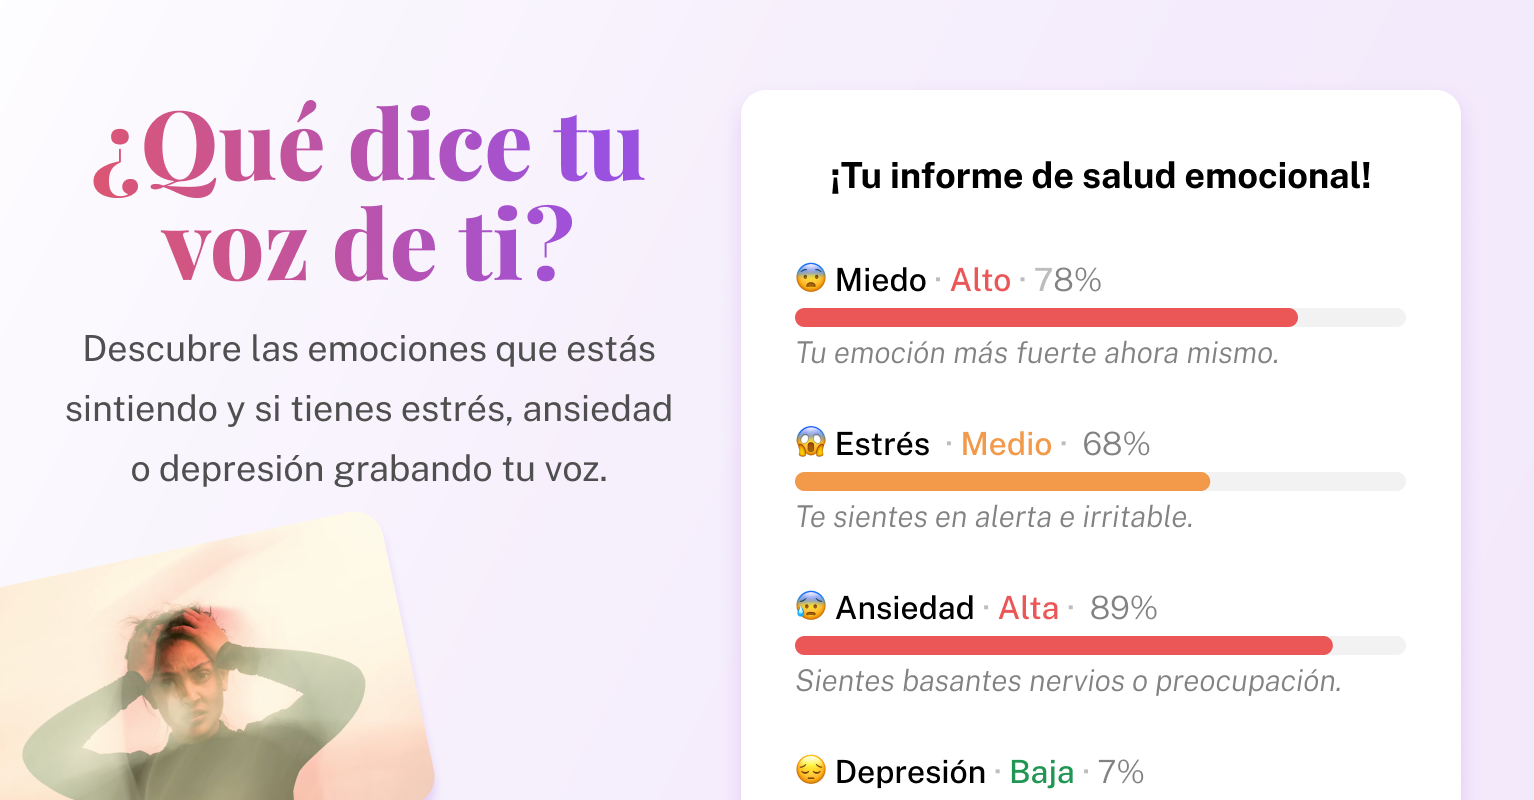 ¿Qué dice tu
voz de ti?
Descubre las emociones que estás
sintiendo y si tienes estrés, ansiedad
o depresión grabando tu voz.
¡Tu informe de salud emocional!
😨 Miedo · Alto · 78%
Tu emoción más fuerte ahora mismo.
😱 Estrés · Medio · 68%
Te sientes en alerta e irritable.
😰 Ansiedad · Alta · 89%
Sientes basantes nervios o preocupación.
😔 Depresión · Baja · 7%